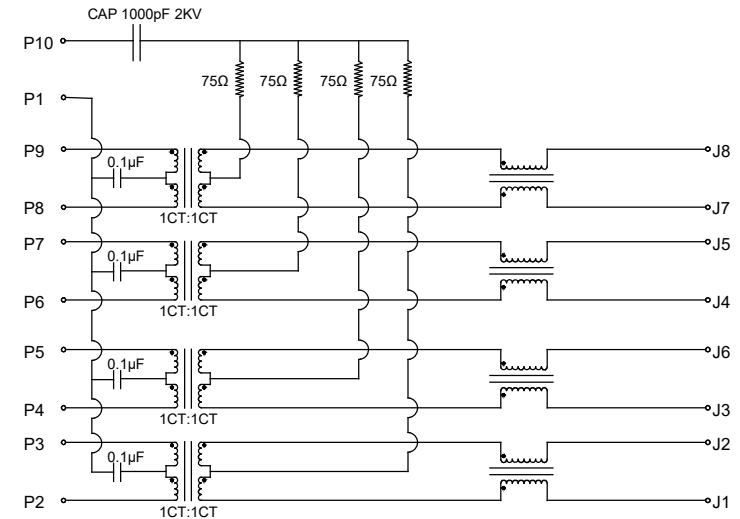 CAP 1000pF 2KV
P10
75Ω 75Ω 75Ω 75Ω
P1
P9 J8
0.1µF
P8 J7
1CT:1CT
P7 J5
0.1µF
P6 J4
1CT:1CT
P5 J6
0.1µF
P4 J3
1CT:1CT
P3 J2
0.1µF
P2 J1
1CT:1CT